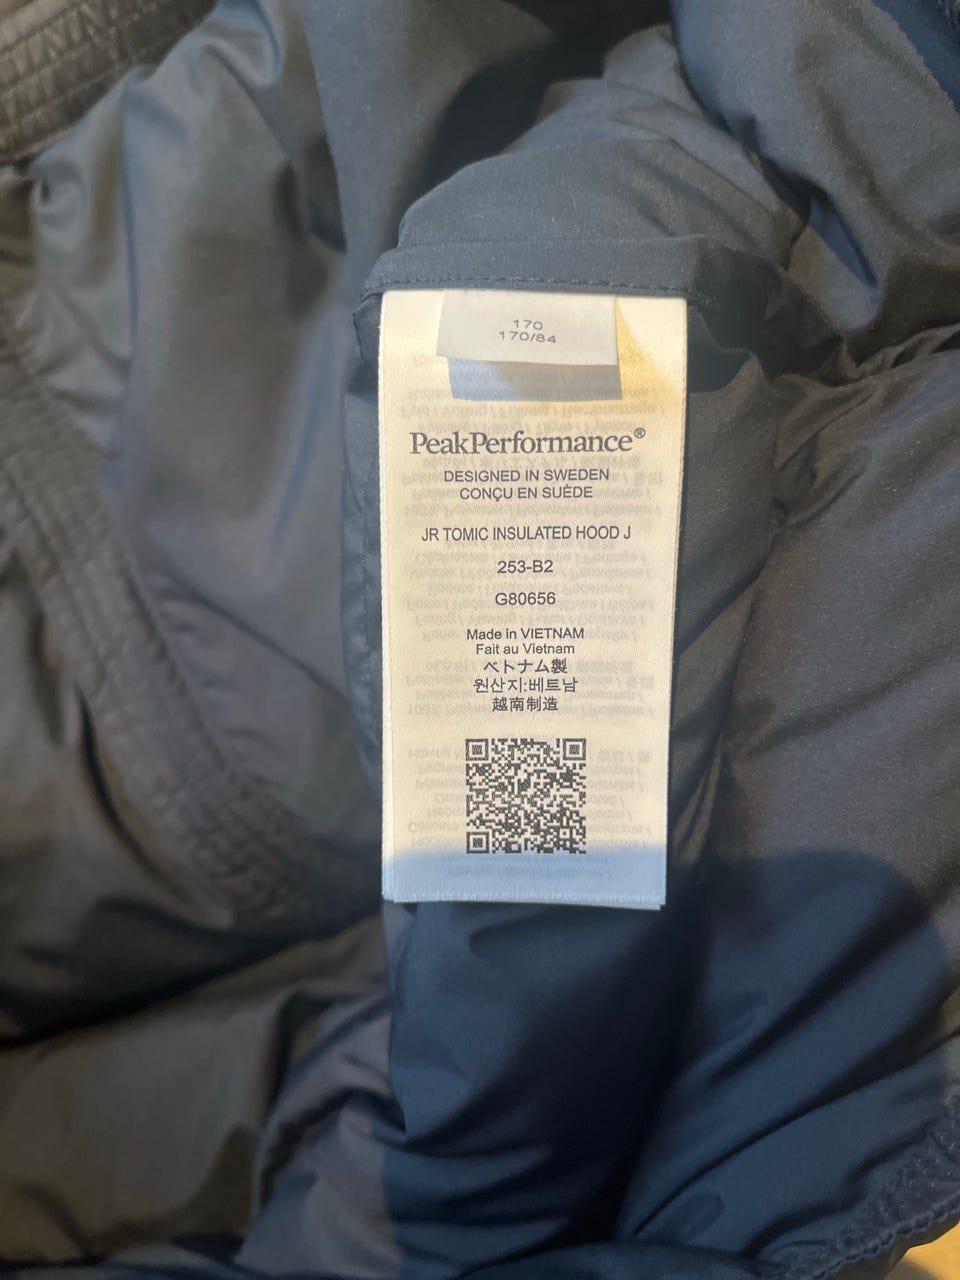 170
170/84
PeakPerformance®
DESIGNED IN SWEDEN
CONÇU EN SUÈDE
JR TOMIC INSULATED HOOD J
253-B2
G80656
Made in VIETNAM
Fait au Vietnam
ベトナム製
원산지:베트남
越南制造